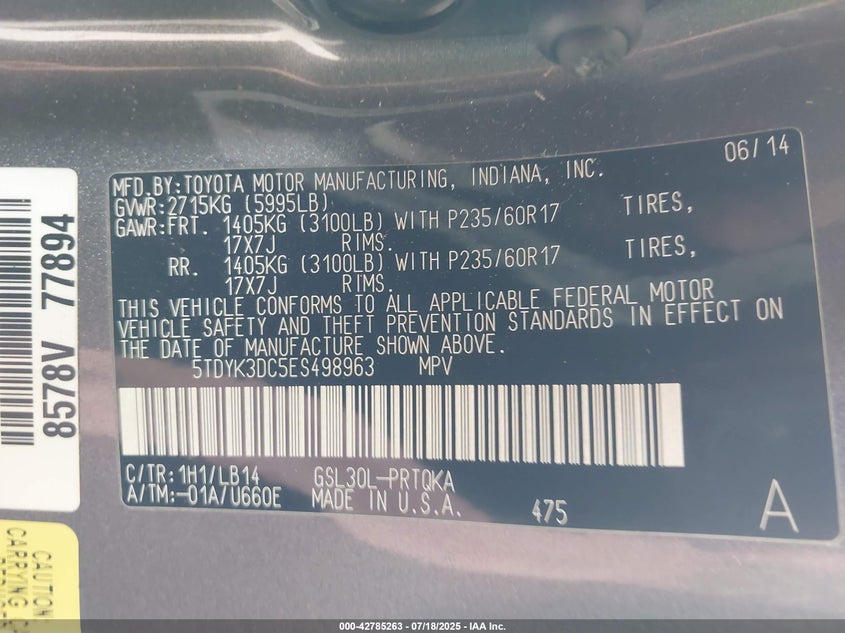 06/14
MFD.BY:TOYOTA MOTOR MANUFACTURING, INDIANA, INC.
GVWR:2715KG (5995LB)
GAWR:FRT. 1405KG (3100LB) WITH P235/60R17 TIRES,
17X7J RIMS.
RR. 1405KG (3100LB) WITH P235/60R17 TIRES,
17X7J RIMS.
THIS VEHICLE CONFORMS TO ALL APPLICABLE FEDERAL MOTOR
VEHICLE SAFETY AND THEFT PREVENTION STANDARDS IN EFFECT ON
THE DATE OF MANUFACTURE SHOWN ABOVE.
5TDYK3DC5ES498963 MPV
C/TR:1H1/LB14 GSL30L-PRTQKA
A/TM:-01A/U660E MADE IN U.S.A. 475 A
8578V 77894
CAUTION
CARRYING
000-42785263 - 07/18/2025 - IAA Inc.